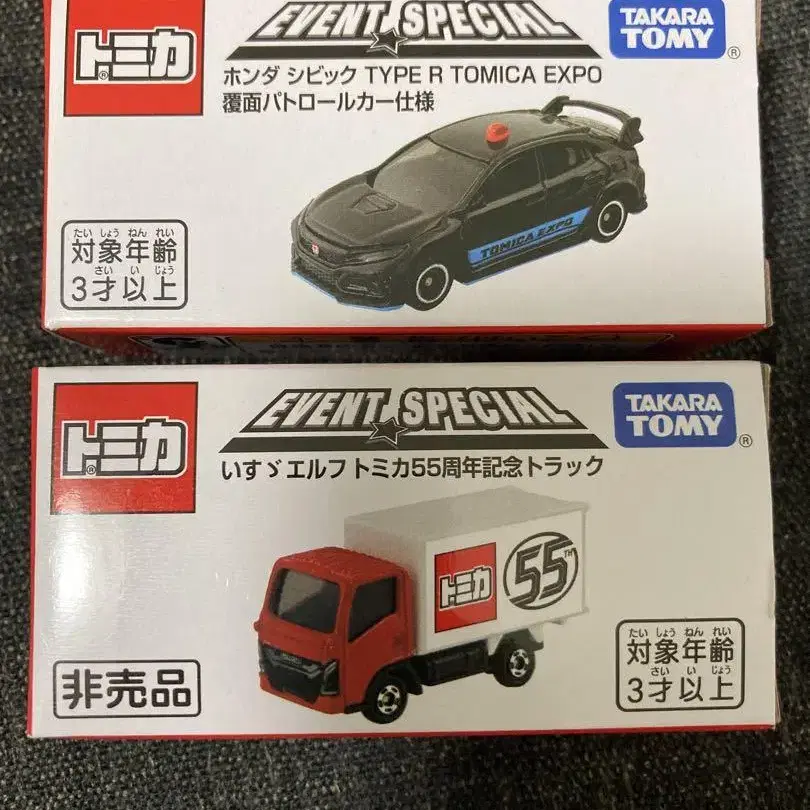 トミカ
®
EVENT SPECIAL
TAKARA
TOMY
®
ホンダ シビック TYPE R TOMICA EXPO
覆面パトロールカー仕様
TOMICA EXPO
たい しょう ねん れい
対象年齢
さい い じょう
3才以上
トミカ
®
EVENT SPECIAL
TAKARA
TOMY
®
いすゞエルフ トミカ55周年記念トラック
トミカ
55TH
非売品
たい しょう ねん れい
対象年齢
さい い じょう
3才以上